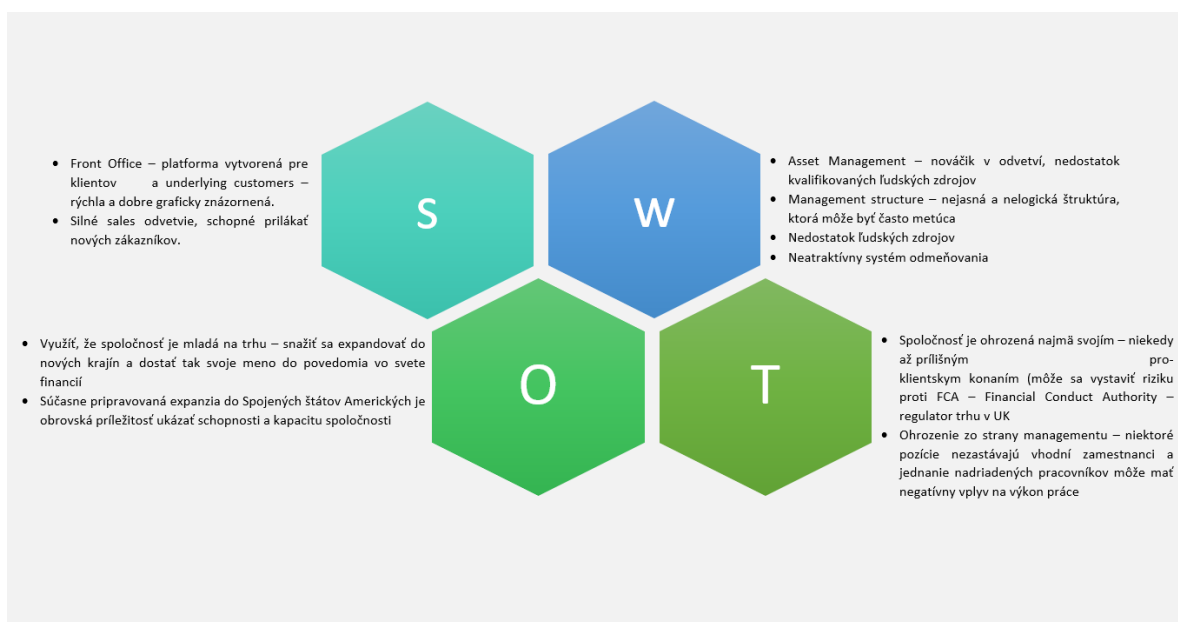 S
• Front Office – platforma vytvorená pre
klientov a underlying customers –
rýchla a dobre graficky znázornená.
• Silné sales odvetvie, schopné prilákať
nových zákazníkov.
W
• Asset Management – nováčik v odvetví, nedostatok
kvalifikovaných ľudských zdrojov
• Management structure – nejasná a nelogická štruktúra,
ktorá môže byť často metúca
• Nedostatok ľudských zdrojov
• Neatraktívny systém odmeňovania
O
• Využíť, že spoločnosť je mladá na trhu – snažiť sa expandovať do
nových krajín a dostať tak svoje meno do povedomia vo svete
financií
• Súčasne pripravovaná expanzia do Spojených štátov Amerických je
obrovská príležitosť ukázať schopnosti a kapacitu spoločnosti
T
• Spoločnosť je ohrozená najmä svojím – niekedy
až prílišným pro-
klientskym konaním (môže sa vystaviť riziku
proti FCA – Financial Conduct Authority –
regulator trhu v UK
• Ohrozenie zo strany managementu – niektoré
pozície nezastávajú vhodní zamestnanci a
jednanie nadriadených pracovníkov môže mať
negatívny vplyv na výkon práce